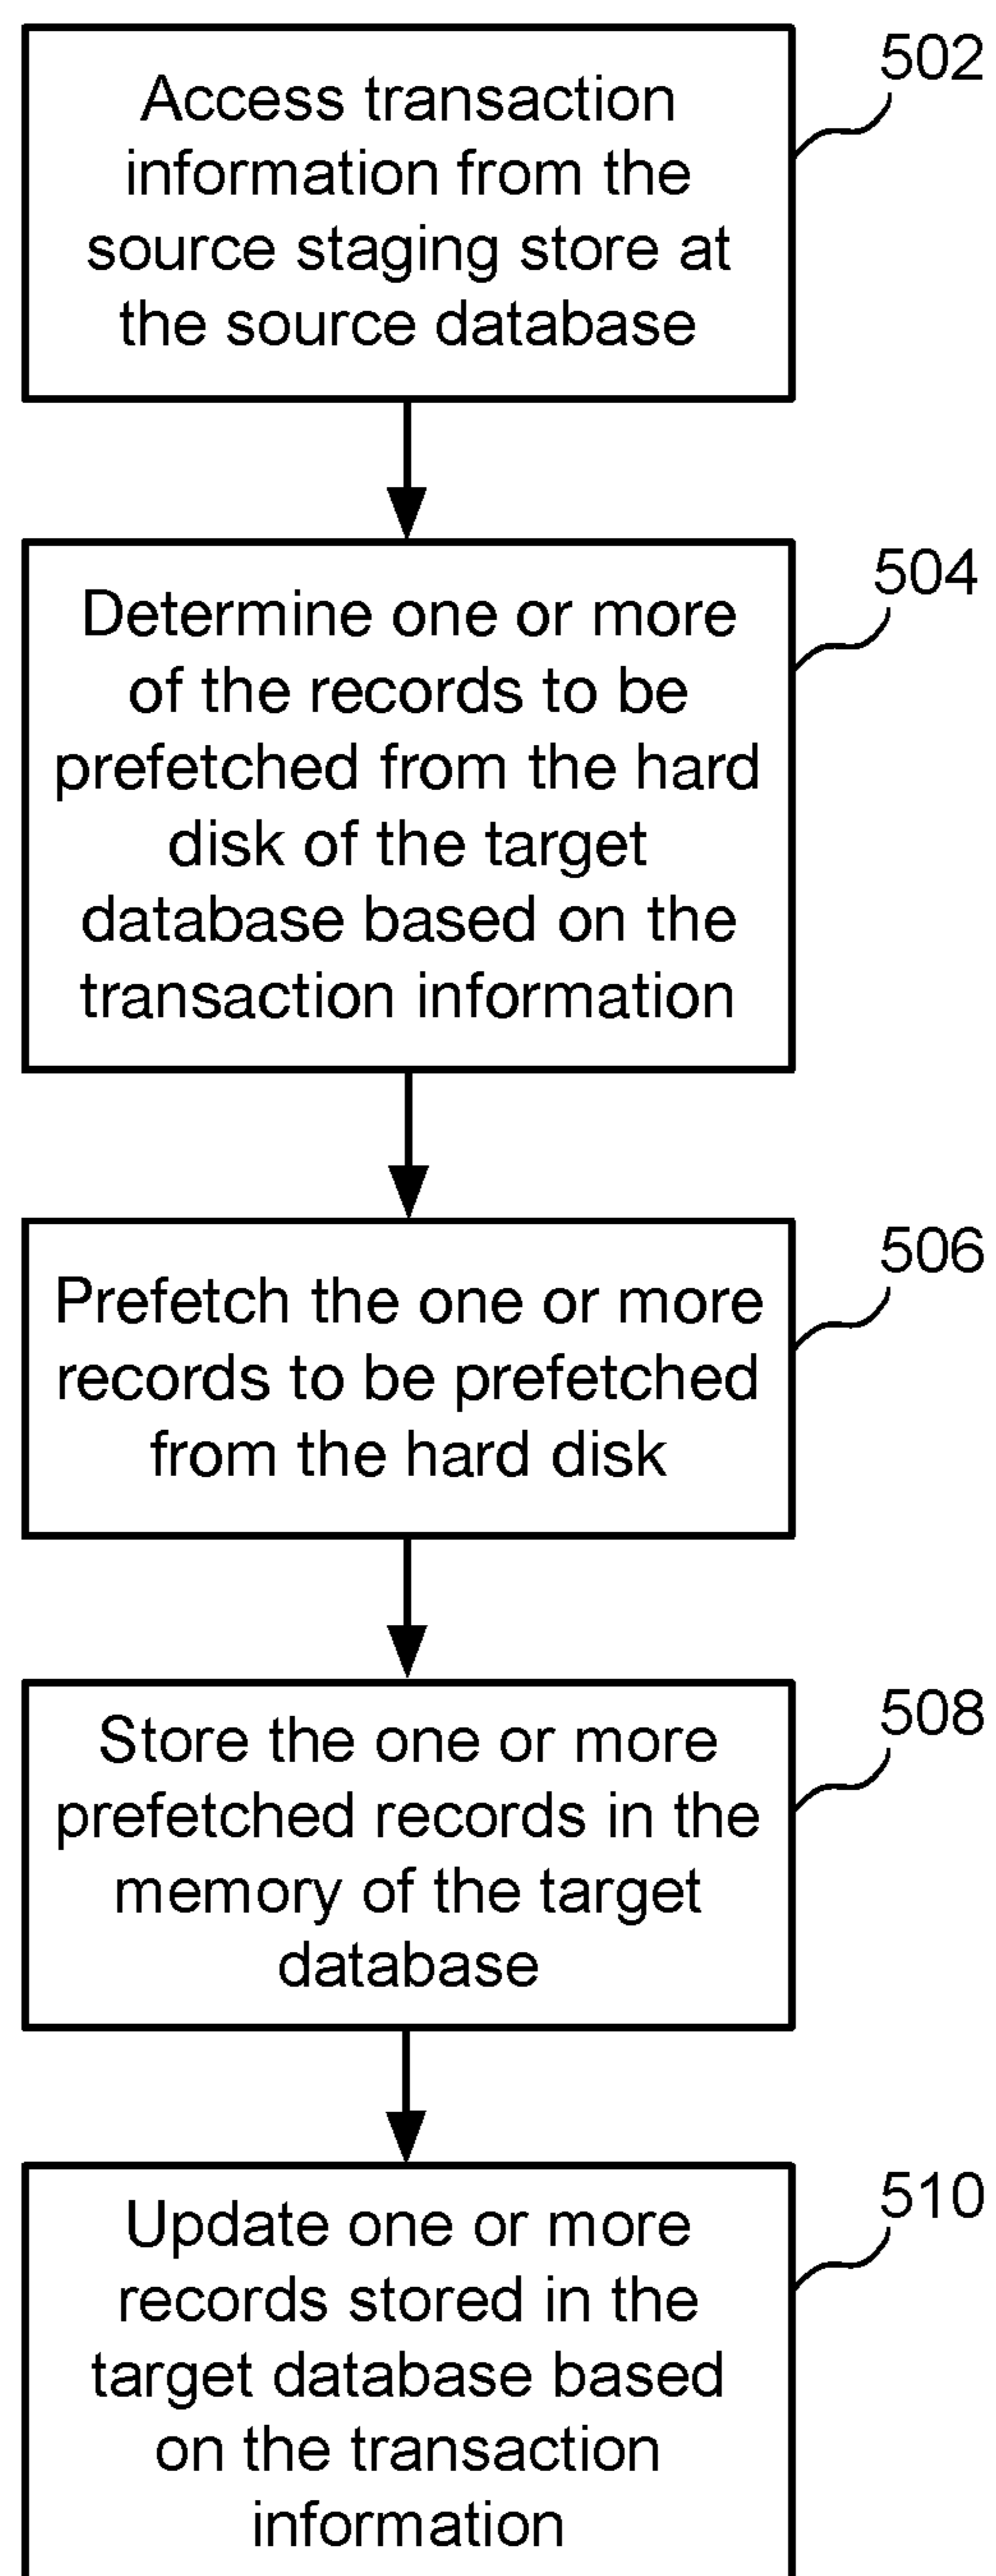 502
Access transaction
information from the
source staging store at
the source database
504
Determine one or more
of the records to be
prefetched from the hard
disk of the target
database based on the
transaction information
506
Prefetch the one or more
records to be prefetched
from the hard disk
508
Store the one or more
prefetched records in the
memory of the target
database
510
Update one or more
records stored in the
target database based
on the transaction
information